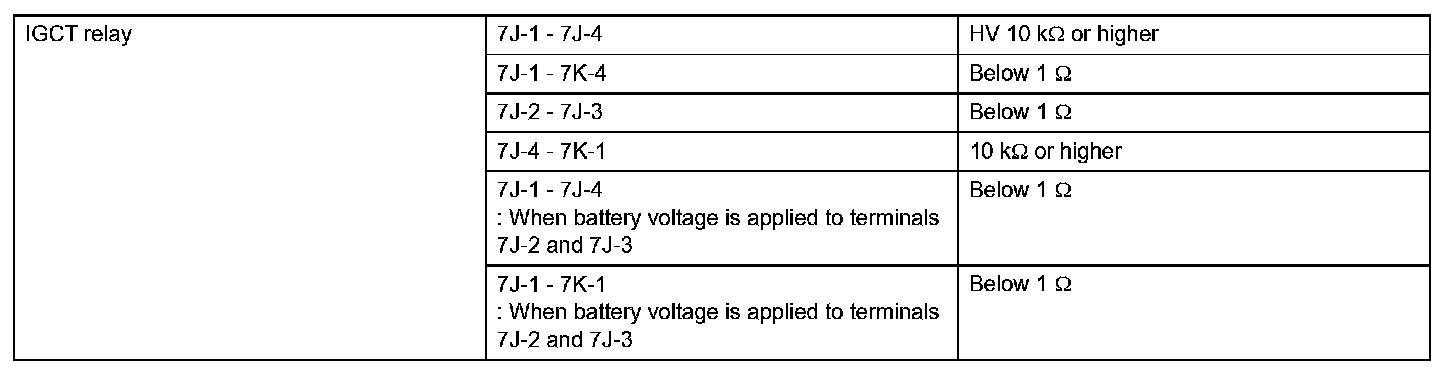 IGCT relay
7J-1 - 7J-4
HV 10 kΩ or higher
7J-1 - 7K-4
Below 1 Ω
7J-2 - 7J-3
Below 1 Ω
7J-4 - 7K-1
10 kΩ or higher
7J-1 - 7J-4
: When battery voltage is applied to terminals
7J-2 and 7J-3
Below 1 Ω
7J-1 - 7K-1
: When battery voltage is applied to terminals
7J-2 and 7J-3
Below 1 Ω